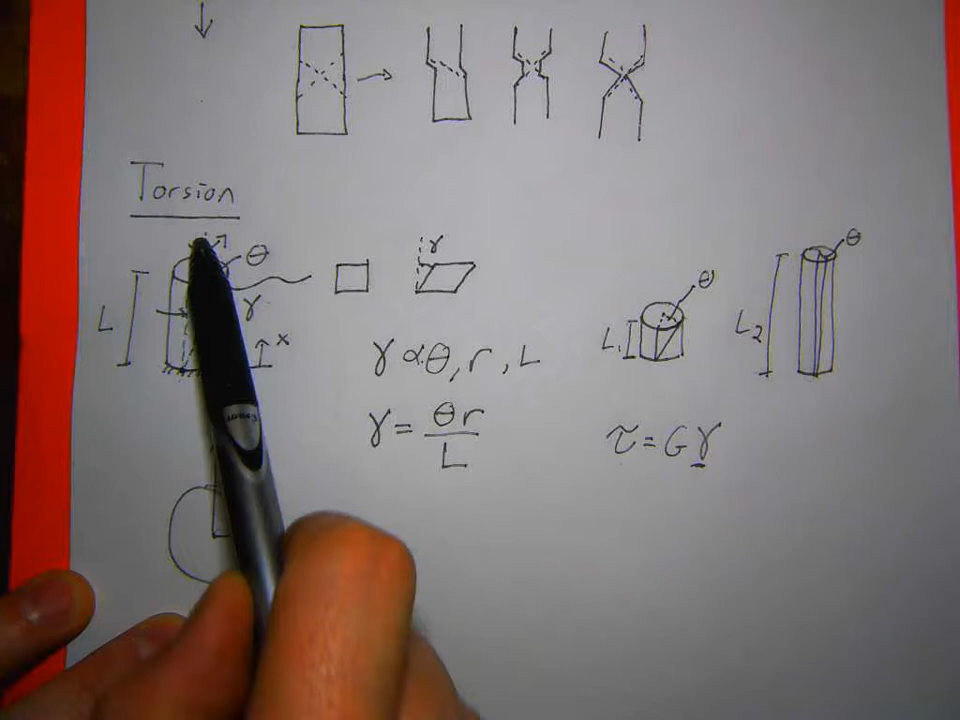 Torsion
θ
γ
L
x
γ
γ ∝ θ, r, L
γ = θr / L
L₁
θ
L₂
θ
τ = Gγ